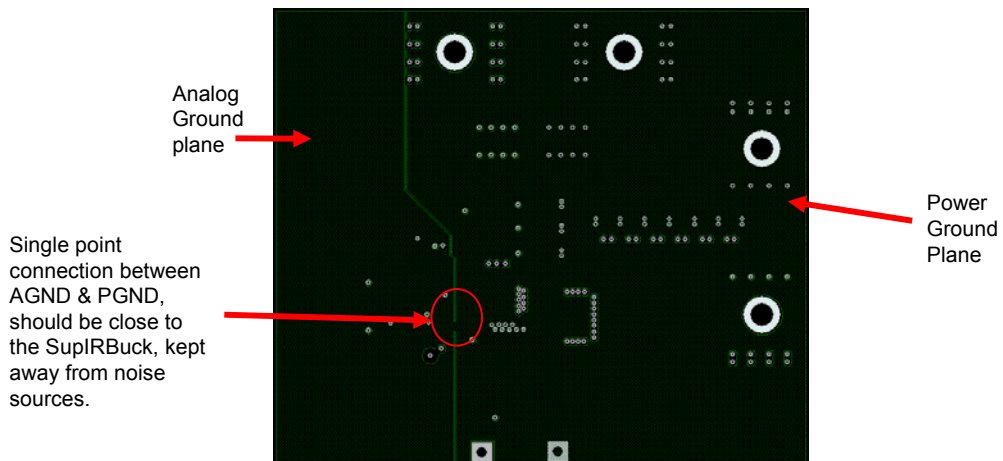 Analog
Ground
plane
Single point
connection between
AGND & PGND,
should be close to
the SupIRBuck, kept
away from noise
sources.
Power
Ground
Plane